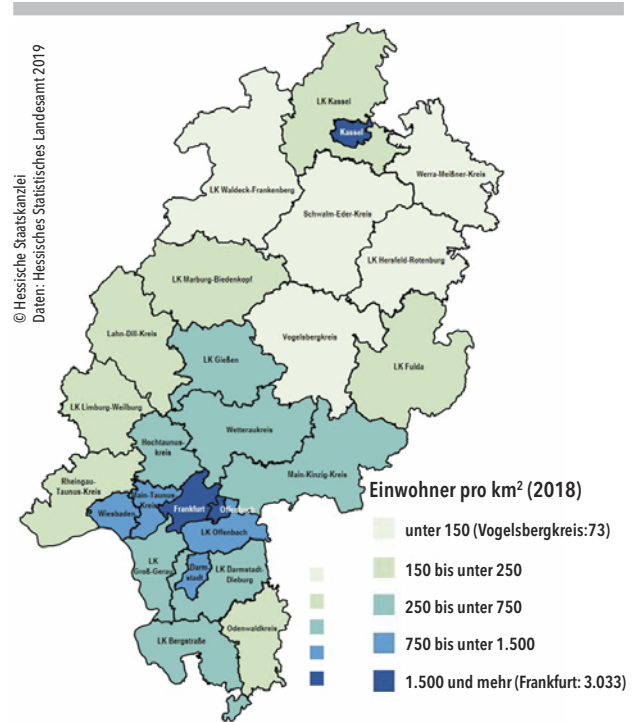 © Hessische Staatskanzlei
Daten: Hessisches Statistisches Landesamt 2019
LK Kassel
Kassel
LK Waldeck-Frankenberg
Werra-Meißner-Kreis
Schwalm-Eder-Kreis
LK Hersfeld-Rotenburg
LK Marburg-Biedenkopf
Lahn-Dill-Kreis
LK Gießen
Vogelsbergkreis
LK Fulda
LK Limburg-Weilburg
Wetteraukreis
Hochtaunus-
kreis
Main-Kinzig-Kreis
Rheingau-
Taunus-Kreis
Main-Taunus-
Kreis
Wiesbaden
Frankfurt
Offenbach
LK Offenbach
LK
Groß-Gerau
Darm-
stadt
LK Darmstadt-
Dieburg
Odenwaldkreis
LK Bergstraße
Einwohner pro km² (2018)
unter 150 (Vogelsbergkreis:73)
150 bis unter 250
250 bis unter 750
750 bis unter 1.500
1.500 und mehr (Frankfurt: 3.033)